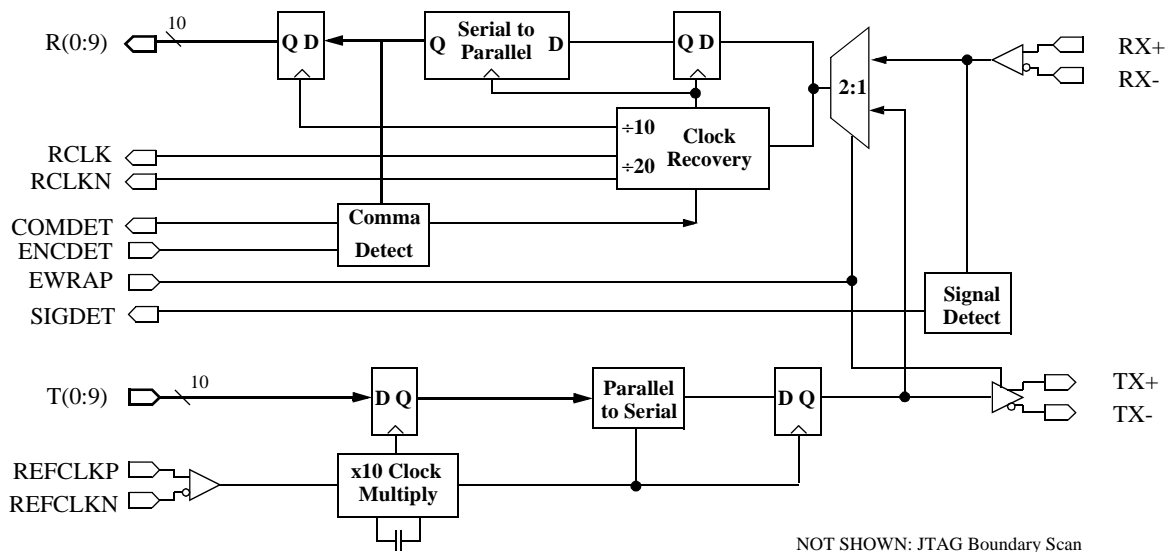 10
R(0:9)
Q D
Q
Serial to
Parallel
D
Q D
2:1
RX+
RX-
÷10
÷20
Clock
Recovery
RCLK
RCLKN
COMDET
ENCDET
Comma
Detect
EWRAP
SIGDET
Signal
Detect
10
T(0:9)
D Q
Parallel
to Serial
D Q
TX+
TX-
REFCLKP
REFCLKN
x10 Clock
Multiply
NOT SHOWN: JTAG Boundary Scan